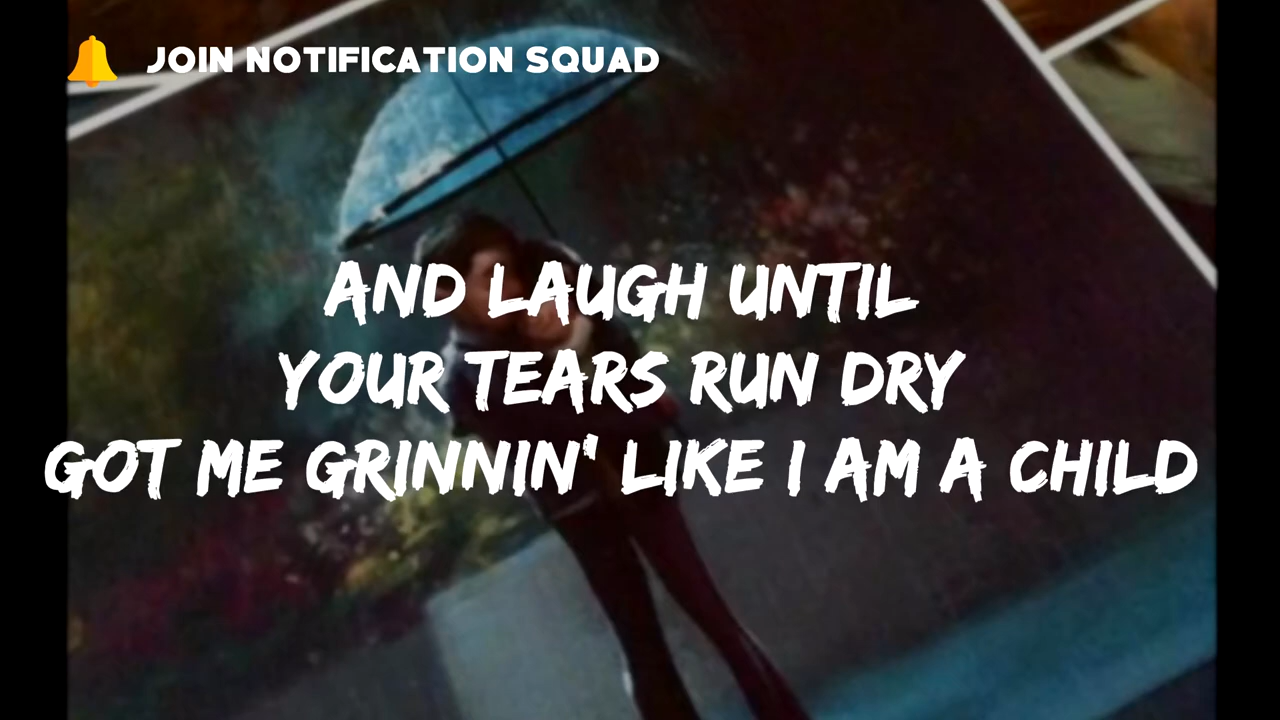 JOIN NOTIFICATION SQUAD
AND LAUGH UNTIL
YOUR TEARS RUN DRY
GOT ME GRINNIN' LIKE I AM A CHILD